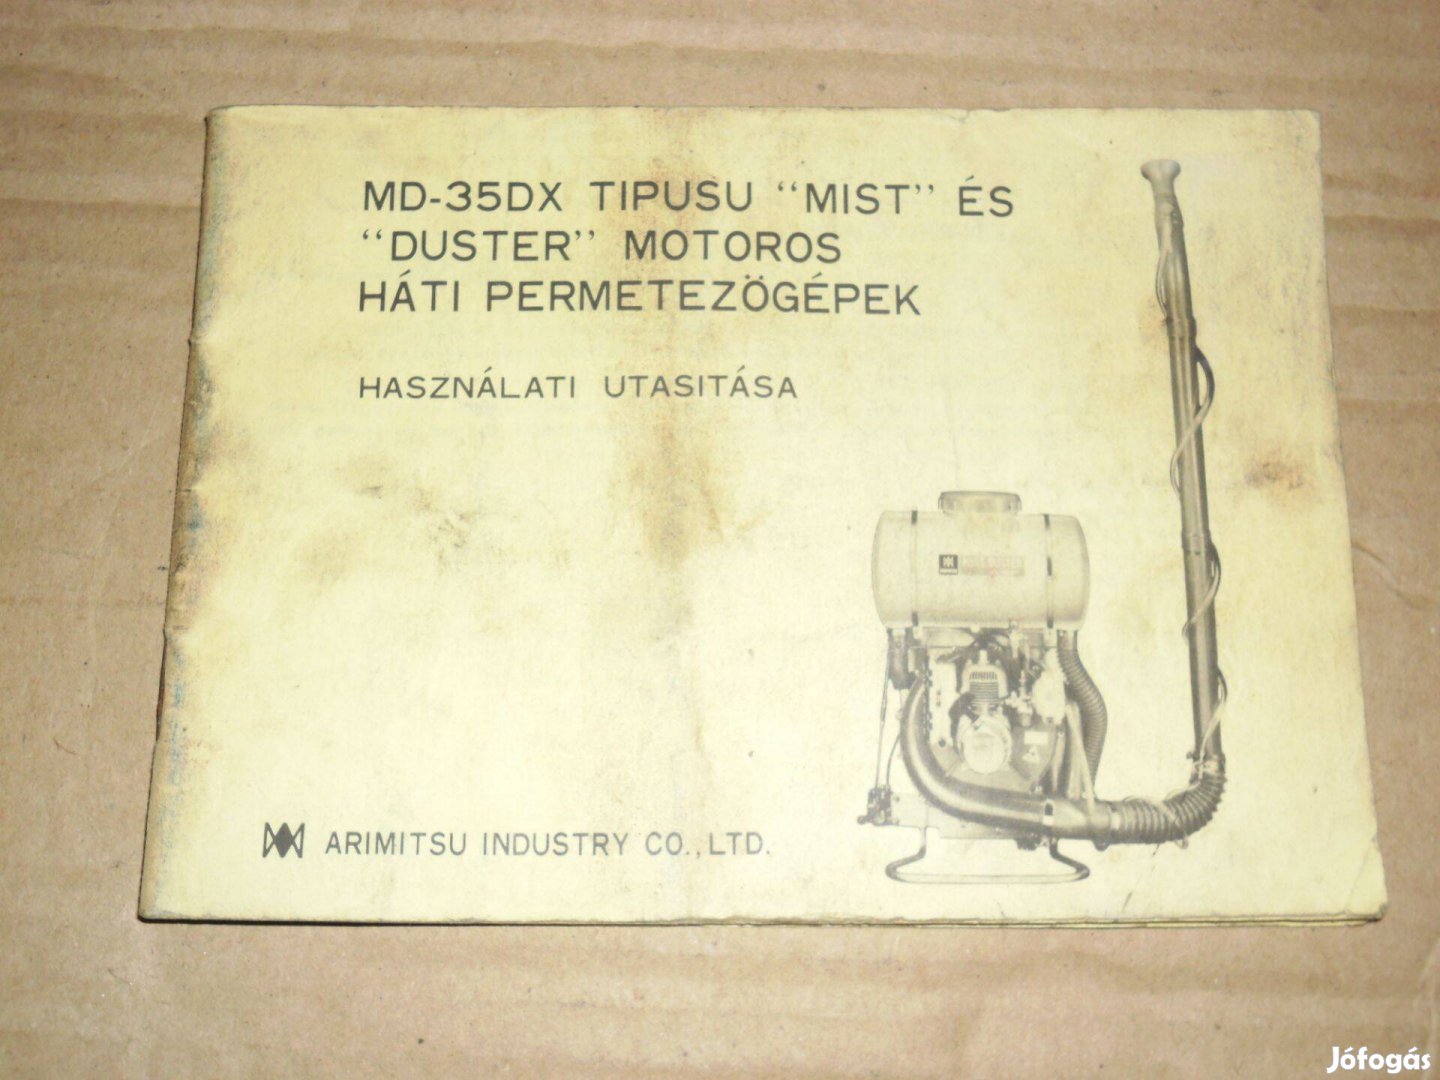 MD-35DX TIPUSU “MIST” ÉS
“DUSTER” MOTOROS
HÁTI PERMETEZÖGÉPEK
HASZNÁLATI UTASITÁSA
ARIMITSU INDUSTRY CO., LTD.
Jófogás